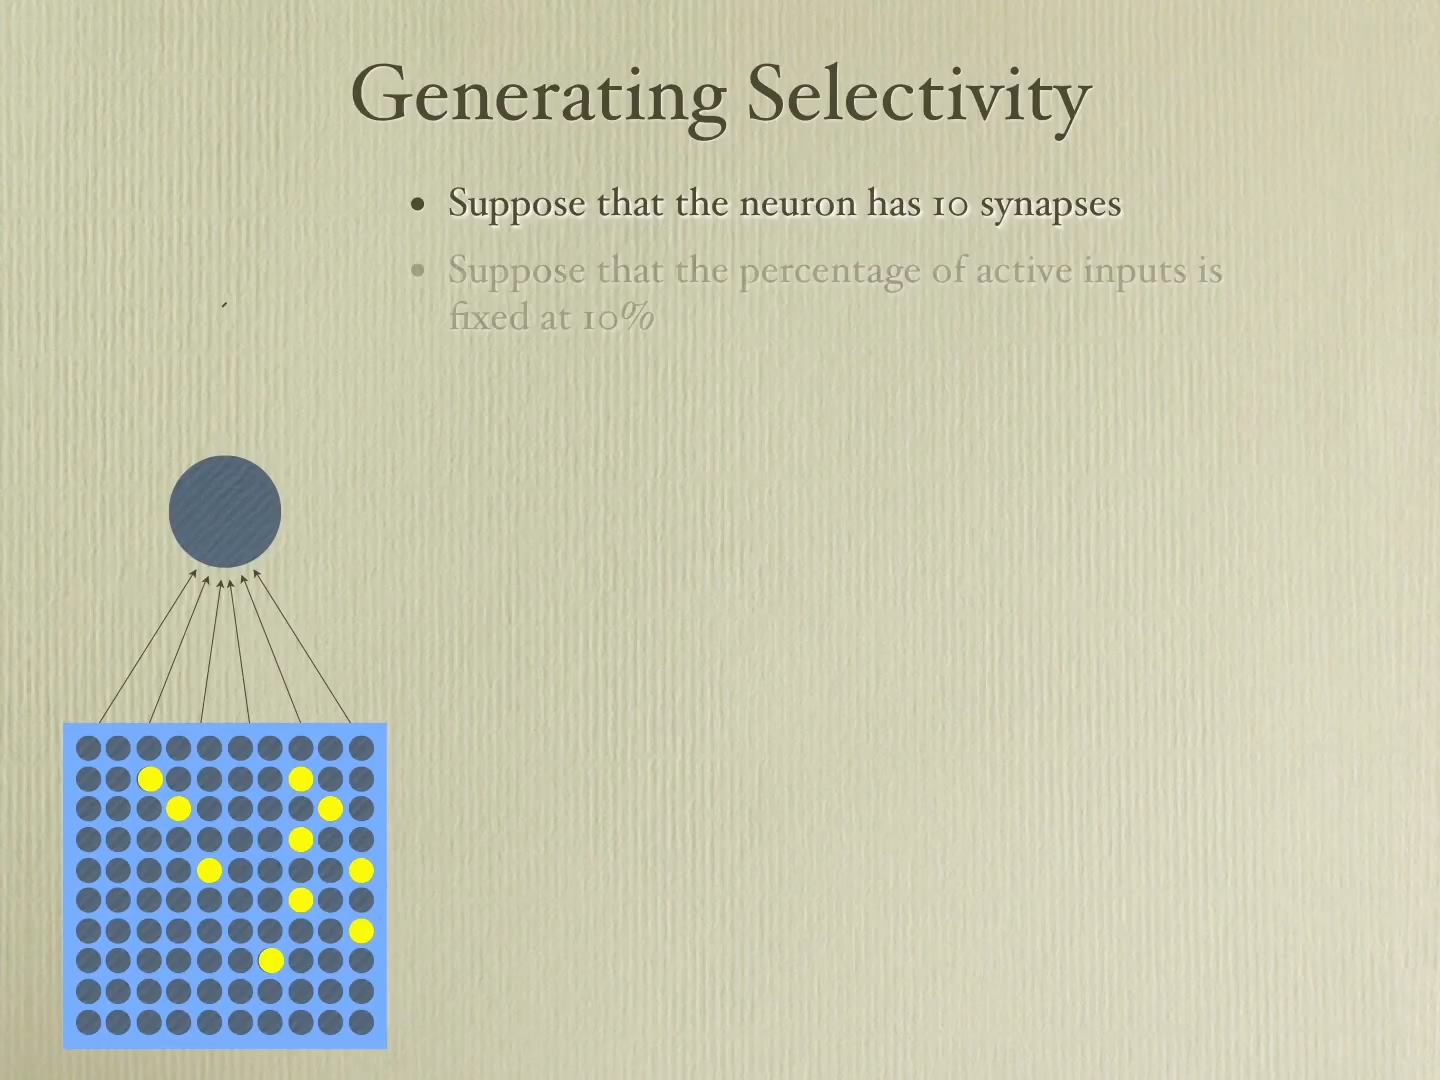 Generating Selectivity
• Suppose that the neuron has 10 synapses
• Suppose that the percentage of active inputs is
fixed at 10%